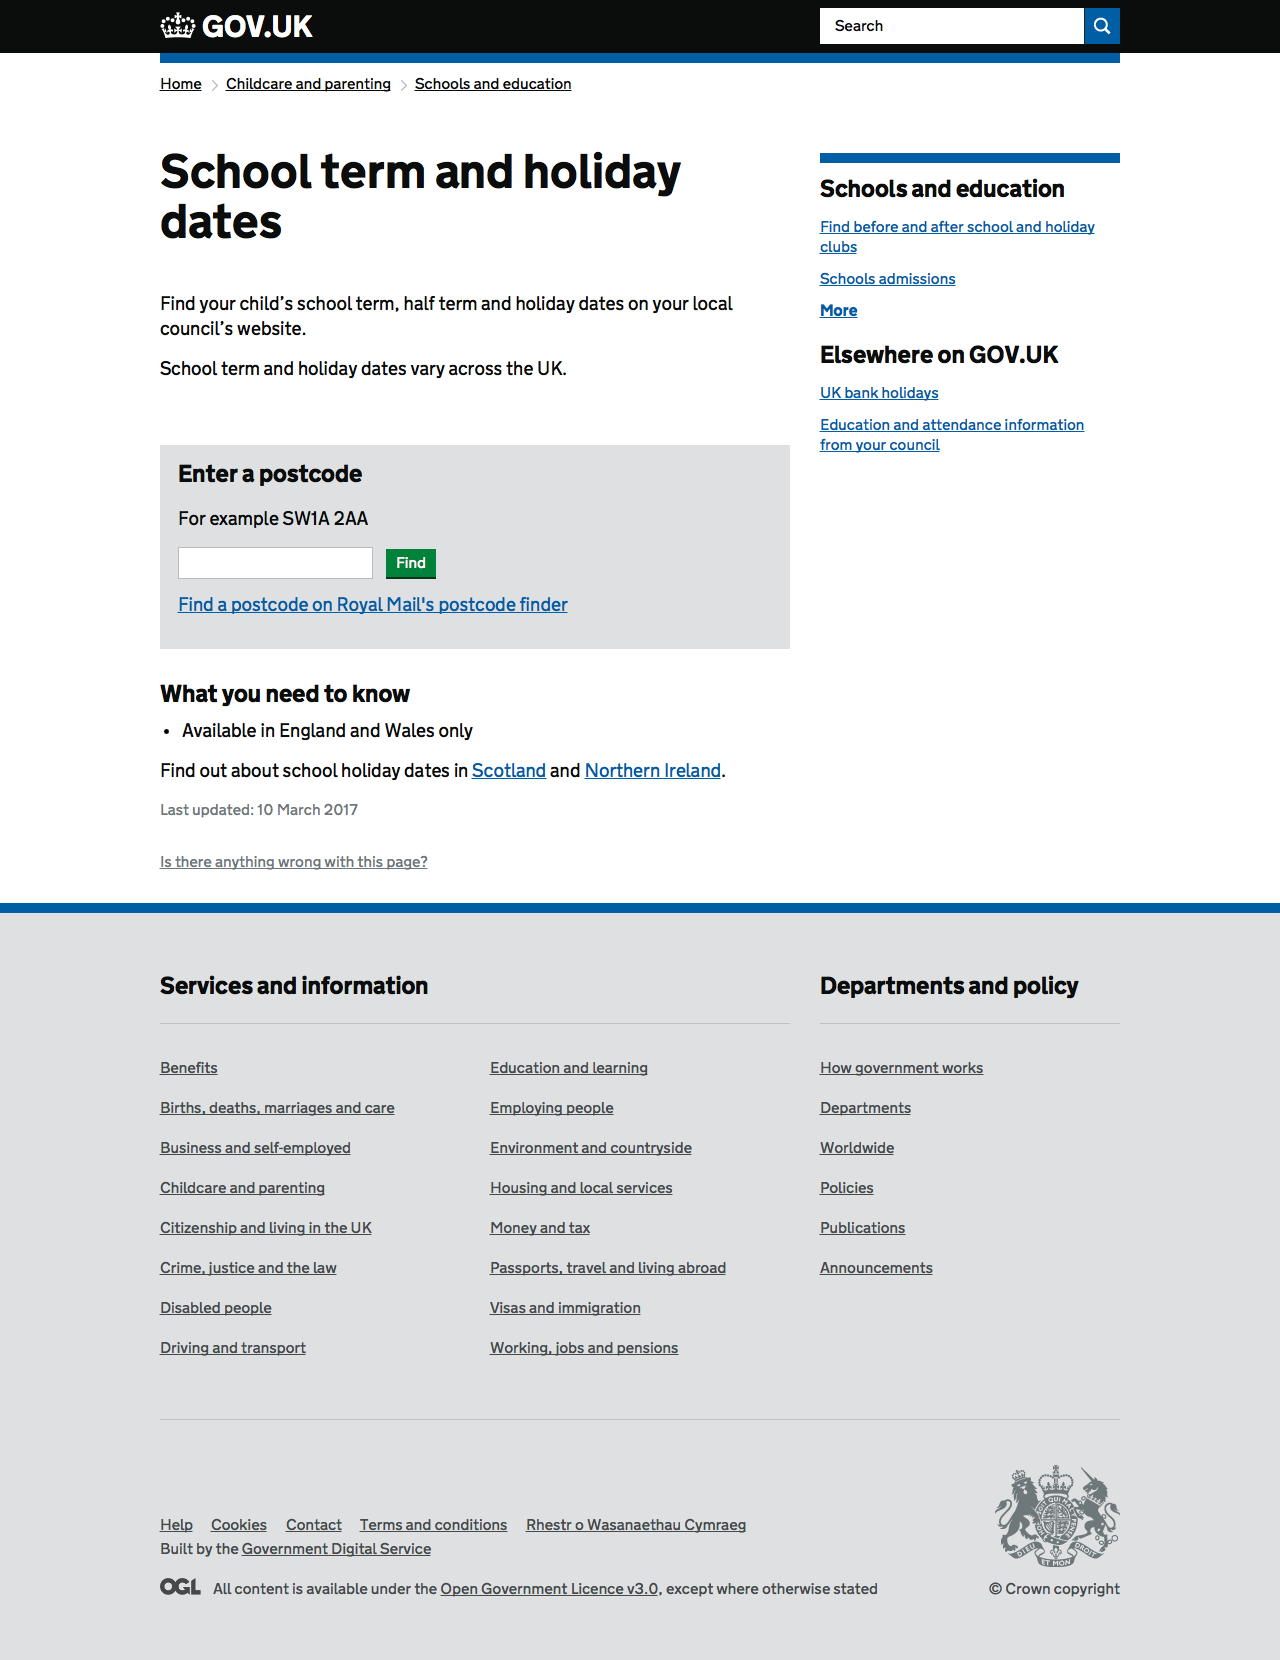 GOV.UK
Search
Home
Childcare and parenting
Schools and education
School term and holiday
dates
Find your child’s school term, half term and holiday dates on your local
council’s website.
School term and holiday dates vary across the UK.
Enter a postcode
For example SW1A 2AA
Find
Find a postcode on Royal Mail's postcode finder
What you need to know
• Available in England and Wales only
Find out about school holiday dates in Scotland and Northern Ireland.
Last updated: 10 March 2017
Is there anything wrong with this page?
Schools and education
Find before and after school and holiday
clubs
Schools admissions
More
Elsewhere on GOV.UK
UK bank holidays
Education and attendance information
from your council
Services and information
Benefits
Births, deaths, marriages and care
Business and self-employed
Childcare and parenting
Citizenship and living in the UK
Crime, justice and the law
Disabled people
Driving and transport
Education and learning
Employing people
Environment and countryside
Housing and local services
Money and tax
Passports, travel and living abroad
Visas and immigration
Working, jobs and pensions
Departments and policy
How government works
Departments
Worldwide
Policies
Publications
Announcements
Help
Cookies
Contact
Terms and conditions
Rhestr o Wasanaethau Cymraeg
Built by the Government Digital Service
OGL
All content is available under the Open Government Licence v3.0, except where otherwise stated
DIEU
ET MON
DROIT
© Crown copyright